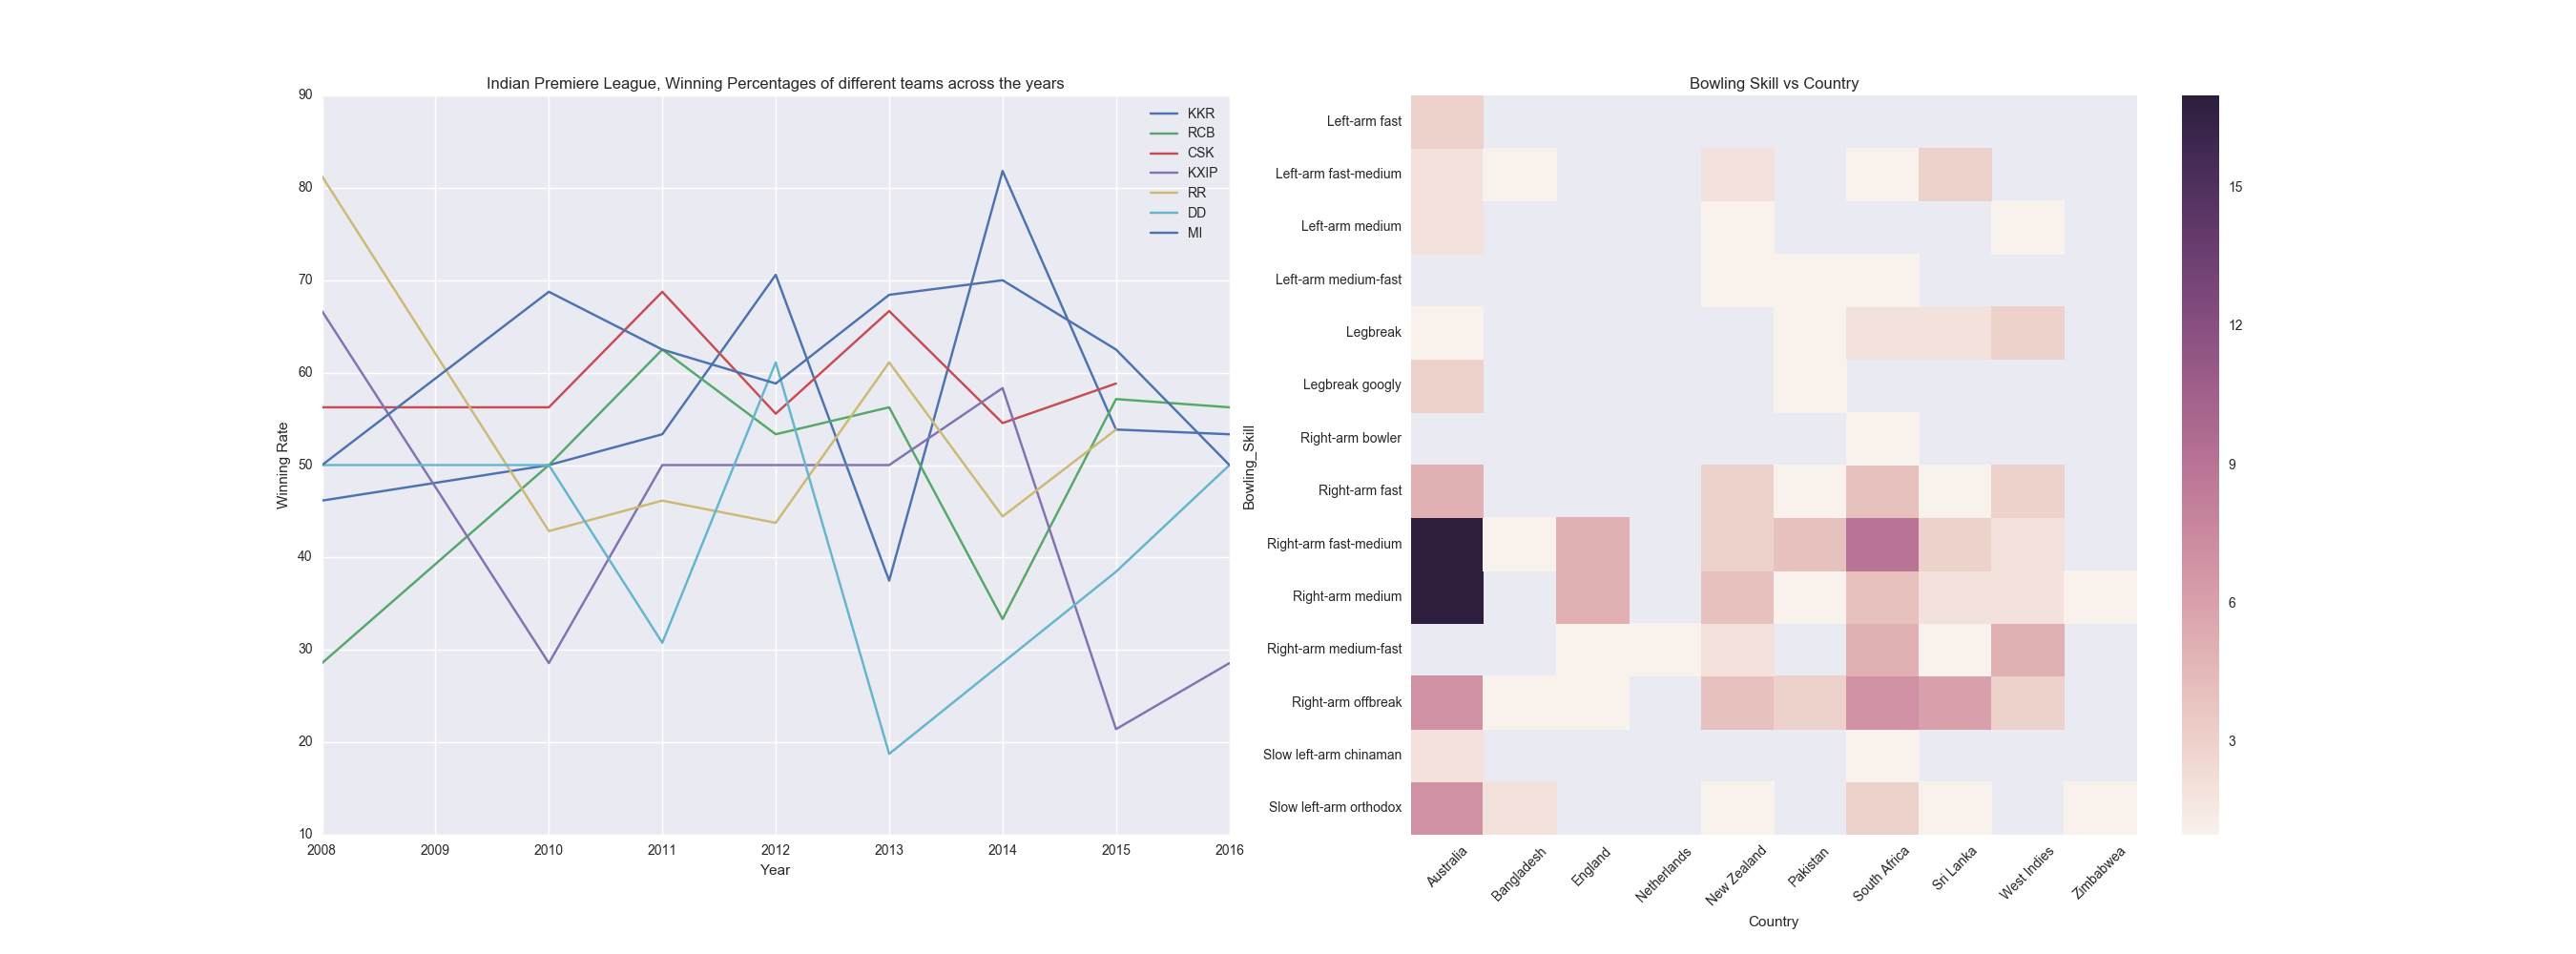 Indian Premiere League, Winning Percentages of different teams across the years
90
80
70
60
50
40
30
20
10
Winning Rate
2008 2009 2010 2011 2012 2013 2014 2015 2016
Year
KKR
RCB
CSK
KXIP
RR
DD
MI
Bowling Skill vs Country
Bowling_Skill
Left-arm fast
Left-arm fast-medium
Left-arm medium
Left-arm medium-fast
Legbreak
Legbreak googly
Right-arm bowler
Right-arm fast
Right-arm fast-medium
Right-arm medium
Right-arm medium-fast
Right-arm offbreak
Slow left-arm chinaman
Slow left-arm orthodox
Australia Bangladesh England Netherlands New Zealand Pakistan South Africa Sri Lanka West Indies Zimbabwea
Country
15
12
9
6
3